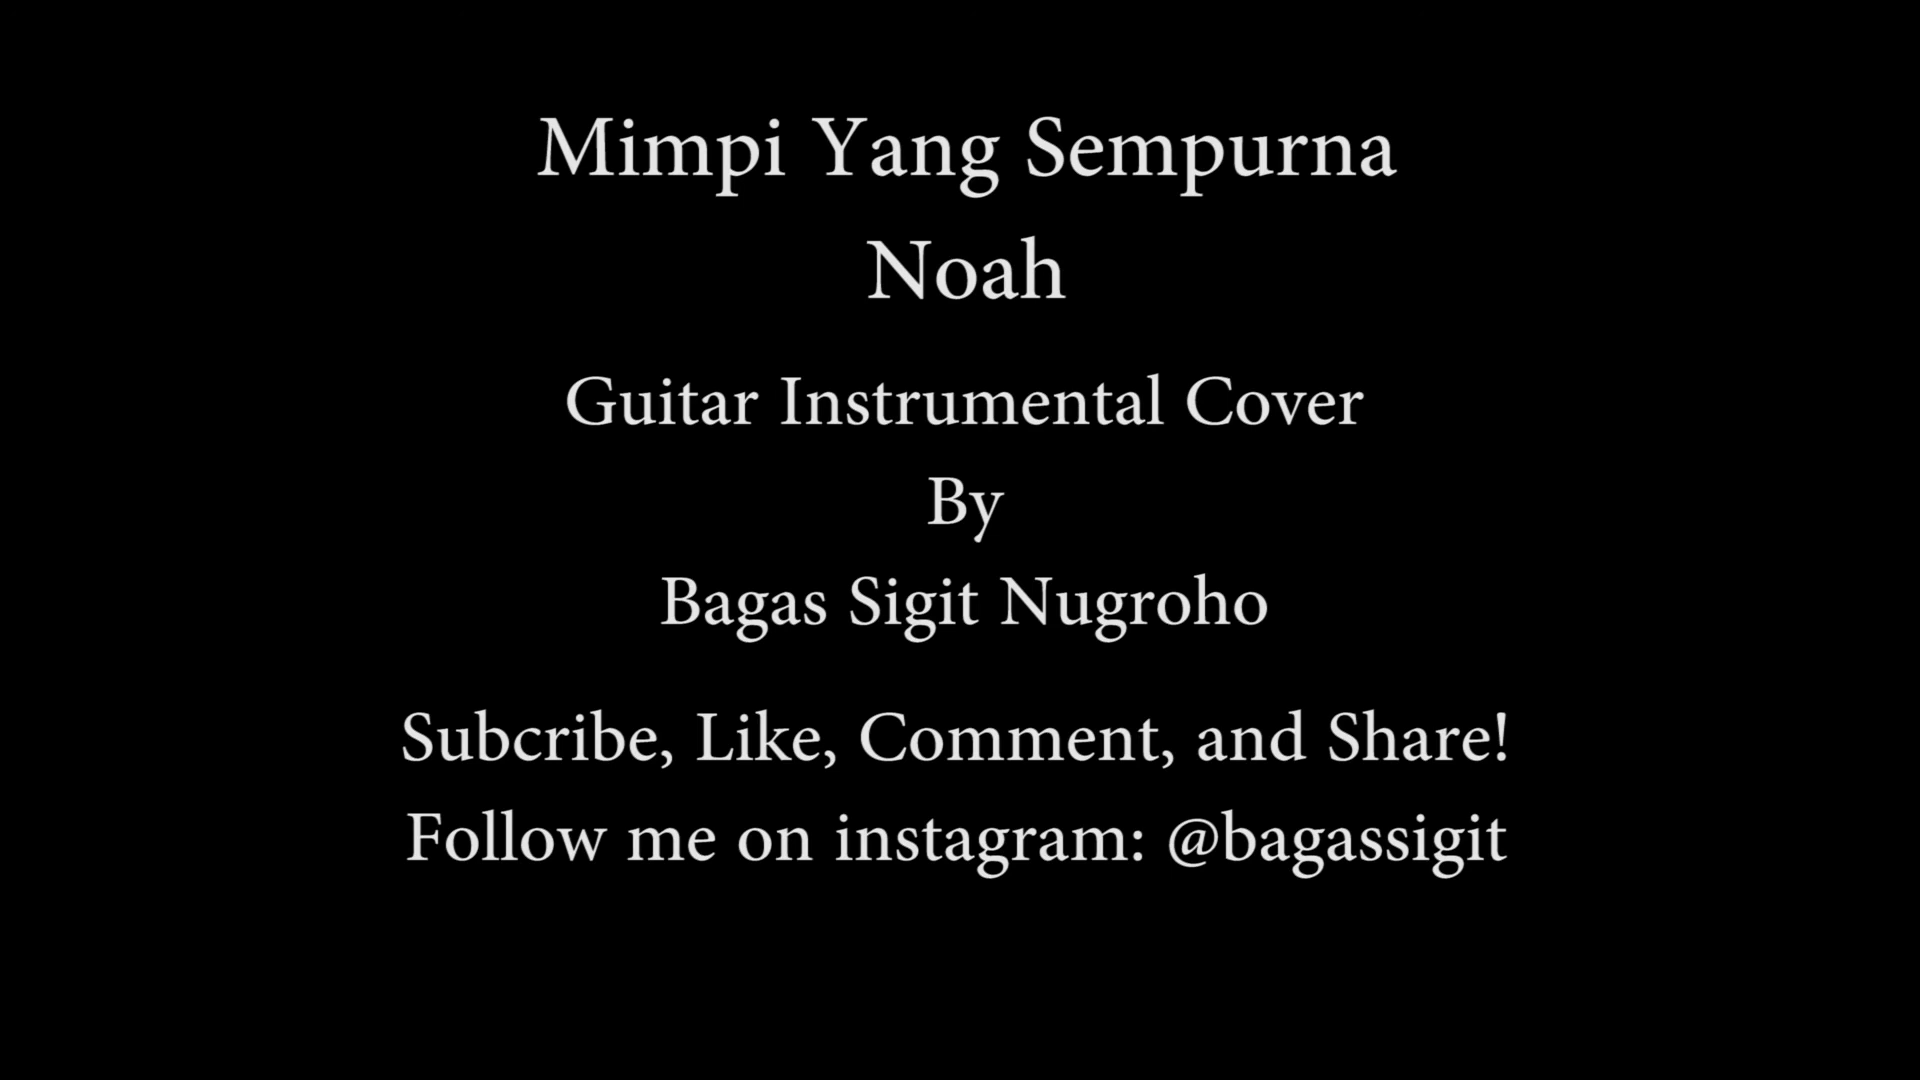 Mimpi Yang Sempurna
Noah
Guitar Instrumental Cover
By
Bagas Sigit Nugroho
Subcribe, Like, Comment, and Share!
Follow me on instagram: @bagassigit